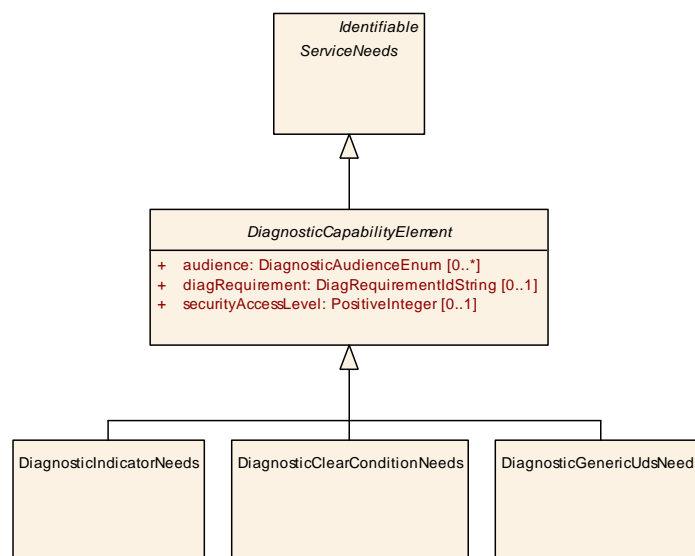 Identifiable
ServiceNeeds
DiagnosticCapabilityElement
+ audience: DiagnosticAudienceEnum [0..*]
+ diagRequirement: DiagRequirementIdString [0..1]
+ securityAccessLevel: PositiveInteger [0..1]
DiagnosticIndicatorNeeds
DiagnosticClearConditionNeeds
DiagnosticGenericUdsNeed